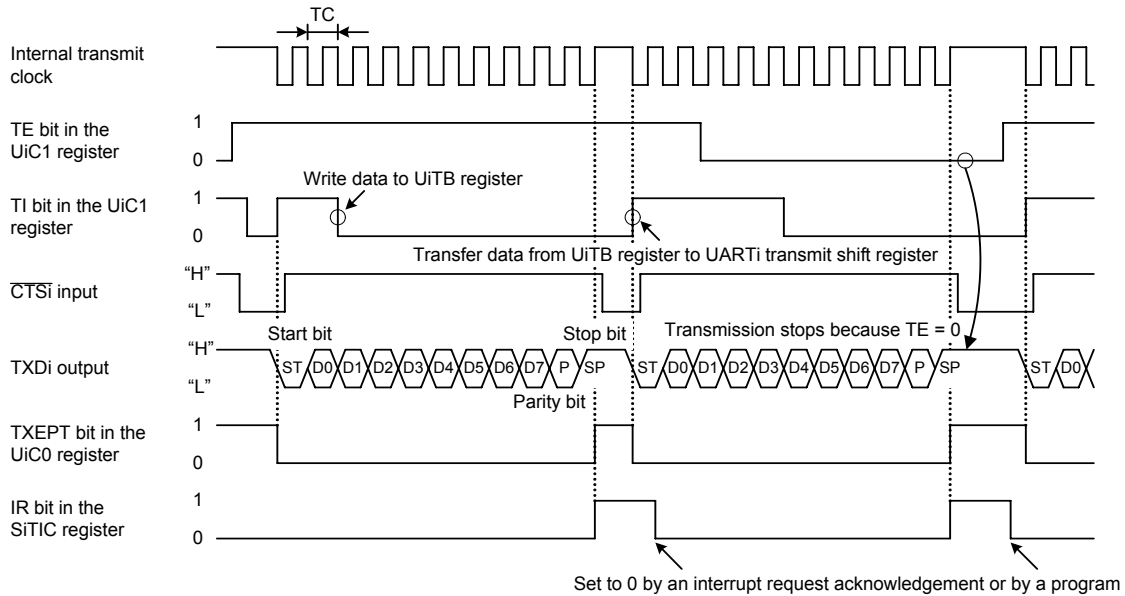 TC
Internal transmit
clock
TE bit in the
UiC1 register
1
0
Write data to UiTB register
TI bit in the UiC1
register
1
0
Transfer data from UiTB register to UARTi transmit shift register
CTSi input
“H”
“L”
Start bit
Stop bit
Transmission stops because TE = 0
TXDi output
“H”
“L”
ST D0 D1 D2 D3 D4 D5 D6 D7 P SP ST D0 D1 D2 D3 D4 D5 D6 D7 P SP ST D0
Parity bit
TXEPT bit in the
UiC0 register
1
0
IR bit in the
SiTIC register
1
0
Set to 0 by an interrupt request acknowledgement or by a program